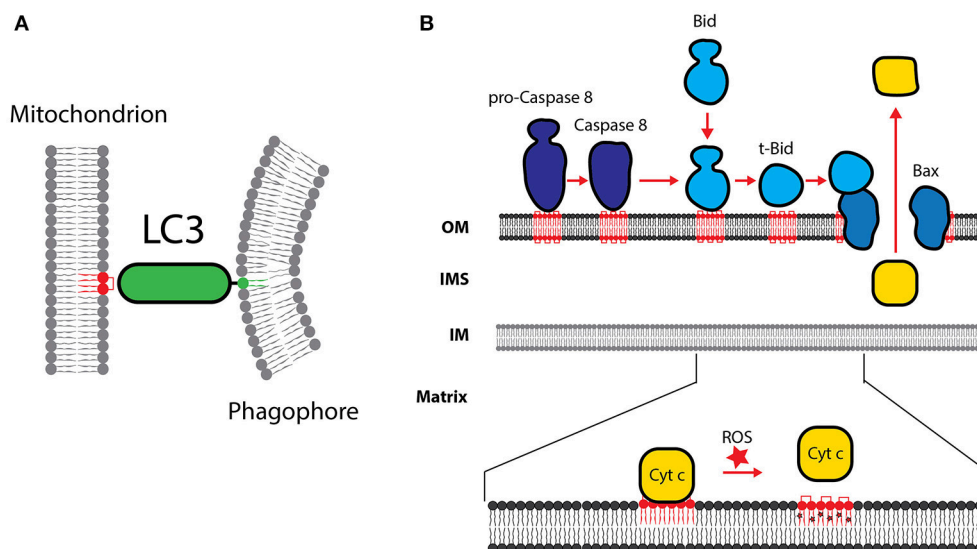 A
Mitochondrion
LC3
Phagophore
B
Bid
pro-Caspase 8
Caspase 8
t-Bid
Bax
OM
IMS
IM
Matrix
ROS
Cyt c
Cyt c